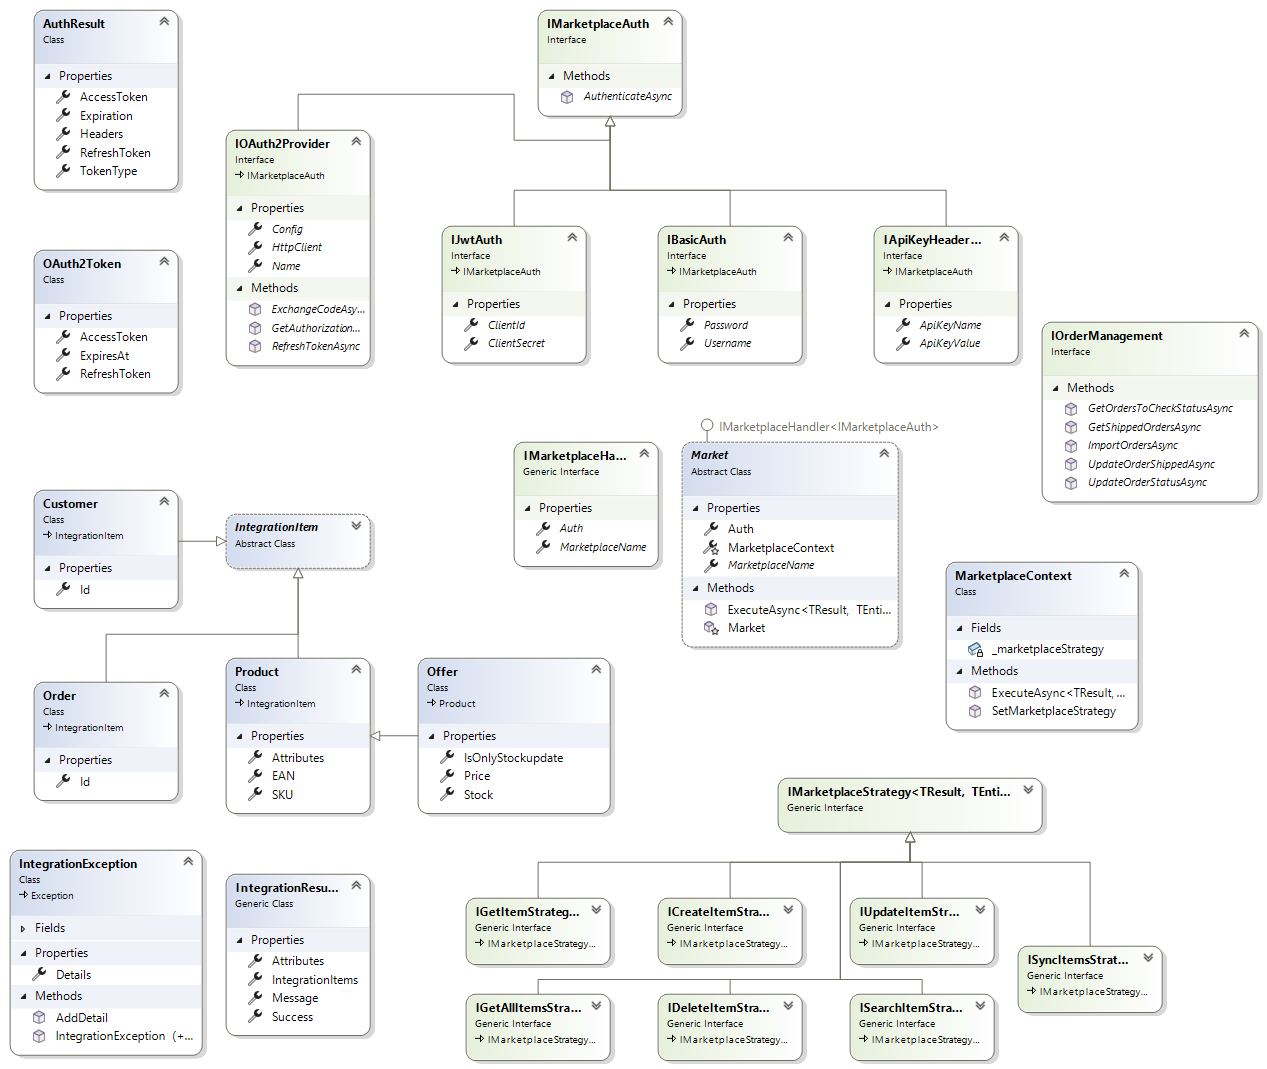 AuthResult
Class
Properties
AccessToken
Expiration
Headers
RefreshToken
TokenType
IMarketplaceAuth
Interface
Methods
AuthenticateAsync
IOAuth2Provider
Interface
IMarketplaceAuth
Properties
Config
HttpClient
Name
Methods
ExchangeCodeAsy...
GetAuthorization...
RefreshTokenAsync
OAuth2Token
Class
Properties
AccessToken
ExpiresAt
RefreshToken
IJwtAuth
Interface
IMarketplaceAuth
Properties
ClientId
ClientSecret
IBasicAuth
Interface
IMarketplaceAuth
Properties
Password
Username
IApiKeyHeader...
Interface
IMarketplaceAuth
Properties
ApiKeyName
ApiKeyValue
IOrderManagement
Interface
Methods
GetOrdersToCheckStatusAsync
GetShippedOrdersAsync
ImportOrdersAsync
UpdateOrderShippedAsync
UpdateOrderStatusAsync
IMarketplaceHa...
Generic Interface
Properties
Auth
MarketplaceName
IMarketplaceHandler<IMarketplaceAuth>
Market
Abstract Class
Properties
Auth
MarketplaceContext
MarketplaceName
Methods
ExecuteAsync<TResult, TEnti...
Market
Customer
Class
IntegrationItem
Properties
Id
IntegrationItem
Abstract Class
MarketplaceContext
Class
Fields
_marketplaceStrategy
Methods
ExecuteAsync<TResult, ...
SetMarketplaceStrategy
Order
Class
IntegrationItem
Properties
Id
Product
Class
IntegrationItem
Properties
Attributes
EAN
SKU
Offer
Class
Product
Properties
IsOnlyStockupdate
Price
Stock
IMarketplaceStrategy<TResult, TEnti...
Generic Interface
IntegrationException
Class
Exception
Fields
Properties
Details
Methods
AddDetail
IntegrationException (+...
IntegrationResu...
Generic Class
Properties
Attributes
IntegrationItems
Message
Success
IGetItemStrateg...
Generic Interface
IMarketplaceStrategy...
ICreateItemStra...
Generic Interface
IMarketplaceStrategy...
IUpdateItemStr...
Generic Interface
IMarketplaceStrategy...
ISyncItemsStrat...
Generic Interface
IMarketplaceStrategy...
IGetAllItemsStra...
Generic Interface
IMarketplaceStrategy...
IDeleteItemStra...
Generic Interface
IMarketplaceStrategy...
ISearchItemStra...
Generic Interface
IMarketplaceStrategy...